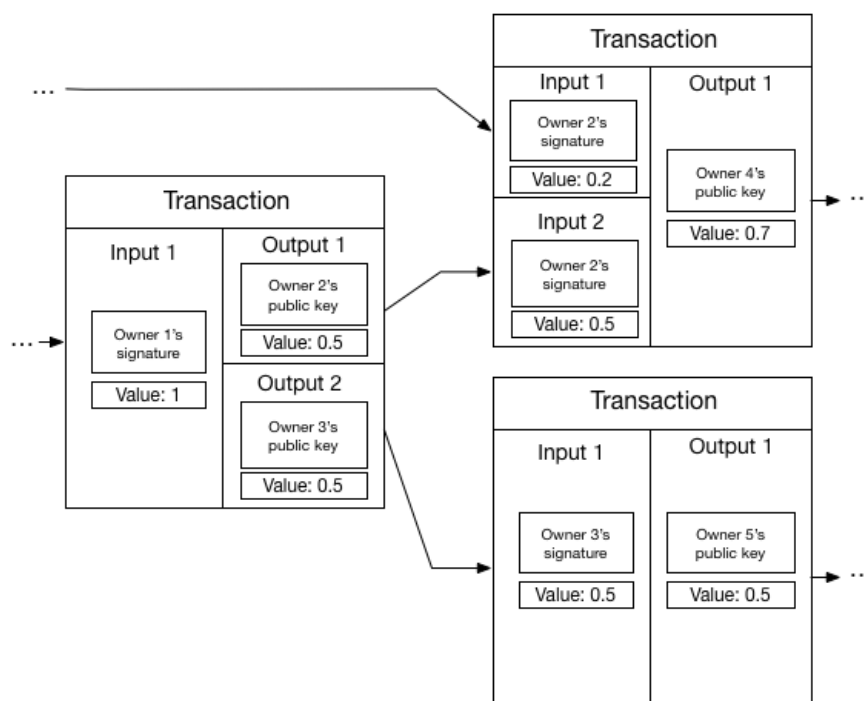 ...
Transaction
Input 1
Owner 1's
signature
Value: 1
Output 1
Owner 2's
public key
Value: 0.5
Output 2
Owner 3's
public key
Value: 0.5
...
Transaction
Input 1
Owner 2's
signature
Value: 0.2
Input 2
Owner 2's
signature
Value: 0.5
Output 1
Owner 4's
public key
Value: 0.7
...
Transaction
Input 1
Owner 3's
signature
Value: 0.5
Output 1
Owner 5's
public key
Value: 0.5
...